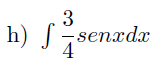 h) ∫ 3/4 senxdx